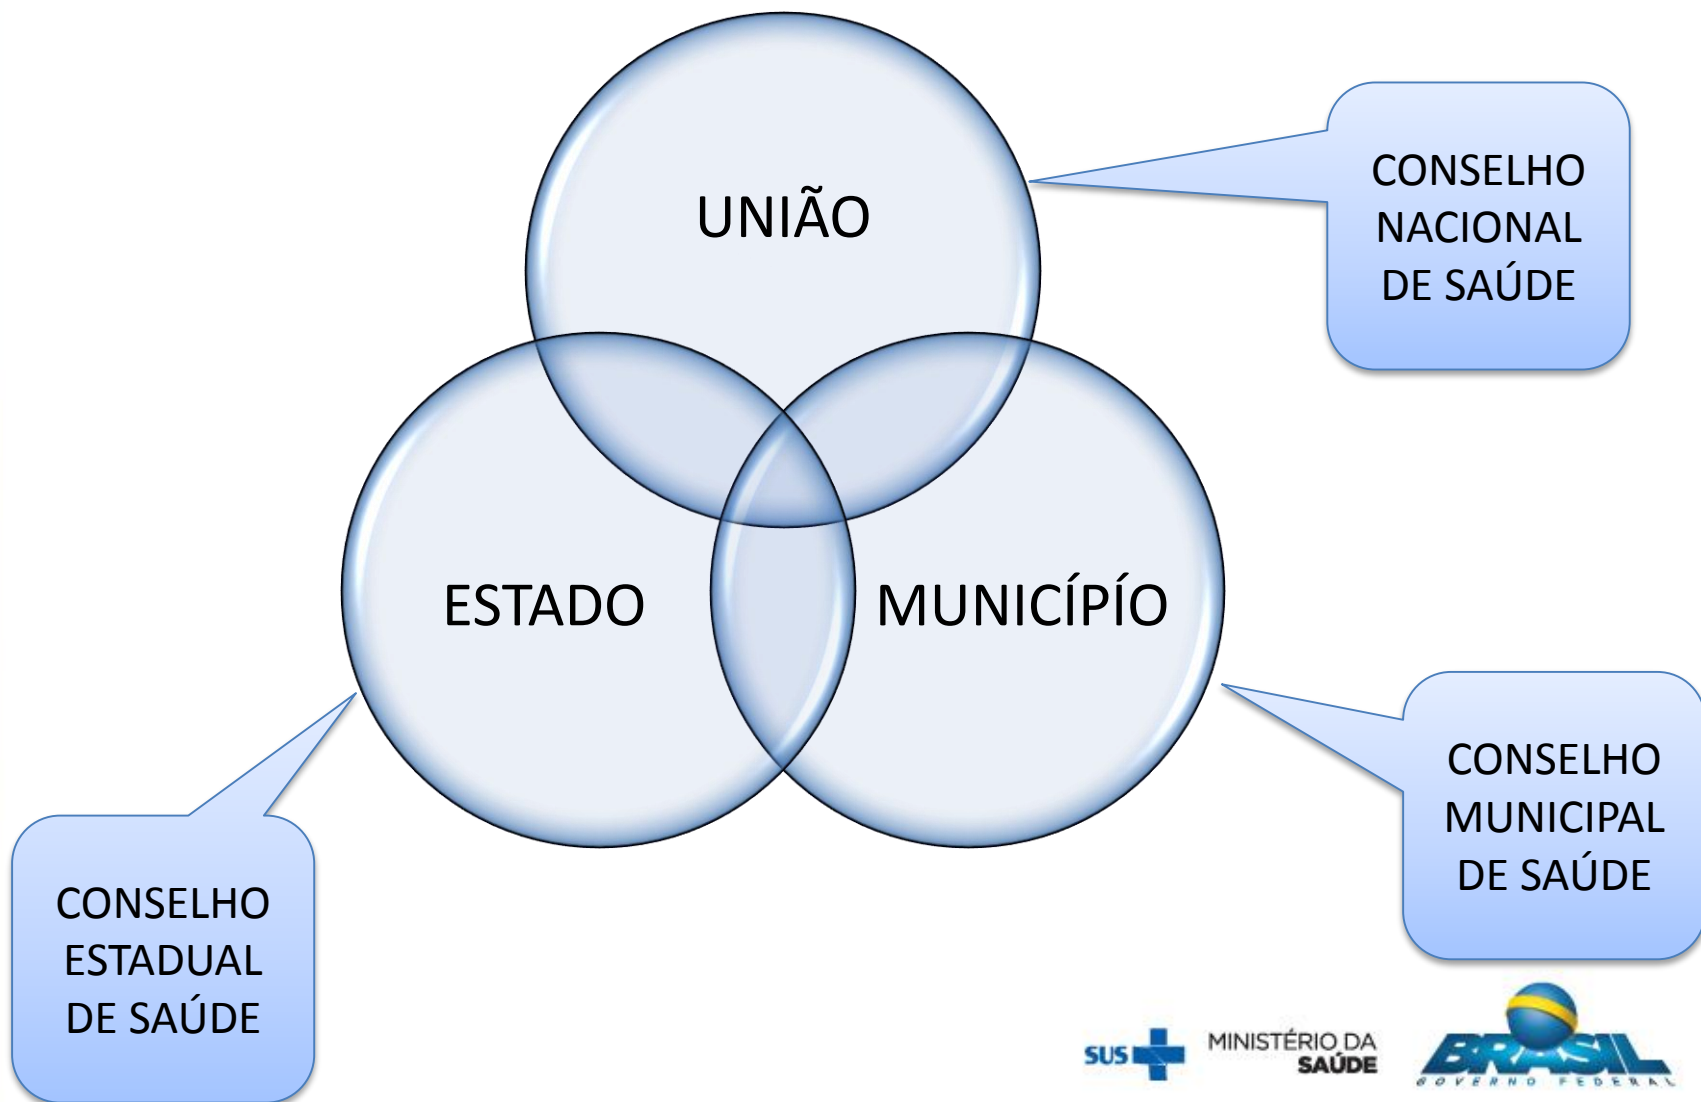 UNIÃO
CONSELHO
NACIONAL
DE SAÚDE
ESTADO
MUNICÍPÍO
CONSELHO
ESTADUAL
DE SAÚDE
CONSELHO
MUNICIPAL
DE SAÚDE
SUS
MINISTÉRIO DA
SAÚDE
BRASIL
GOVERNO FEDERAL